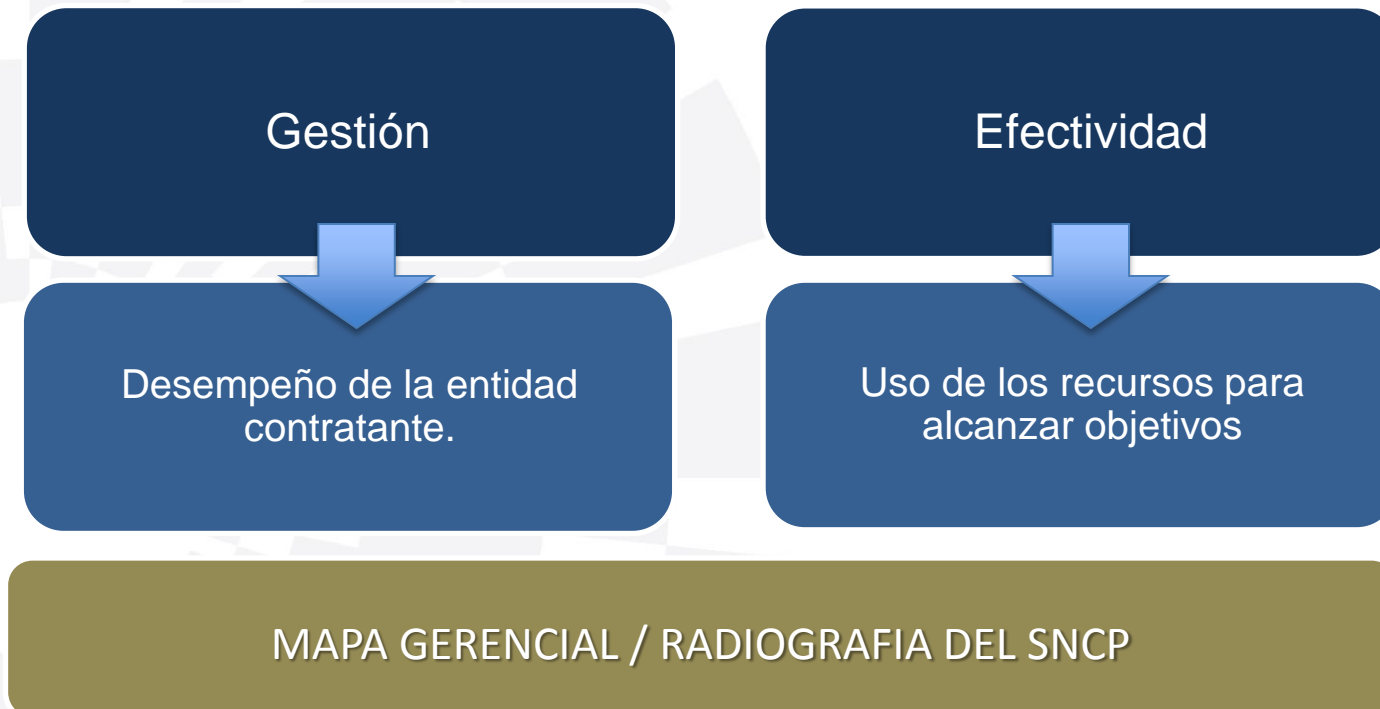 Gestión
Efectividad
Desempeño de la entidad
contratante.
Uso de los recursos para
alcanzar objetivos
MAPA GERENCIAL / RADIOGRAFIA DEL SNCP